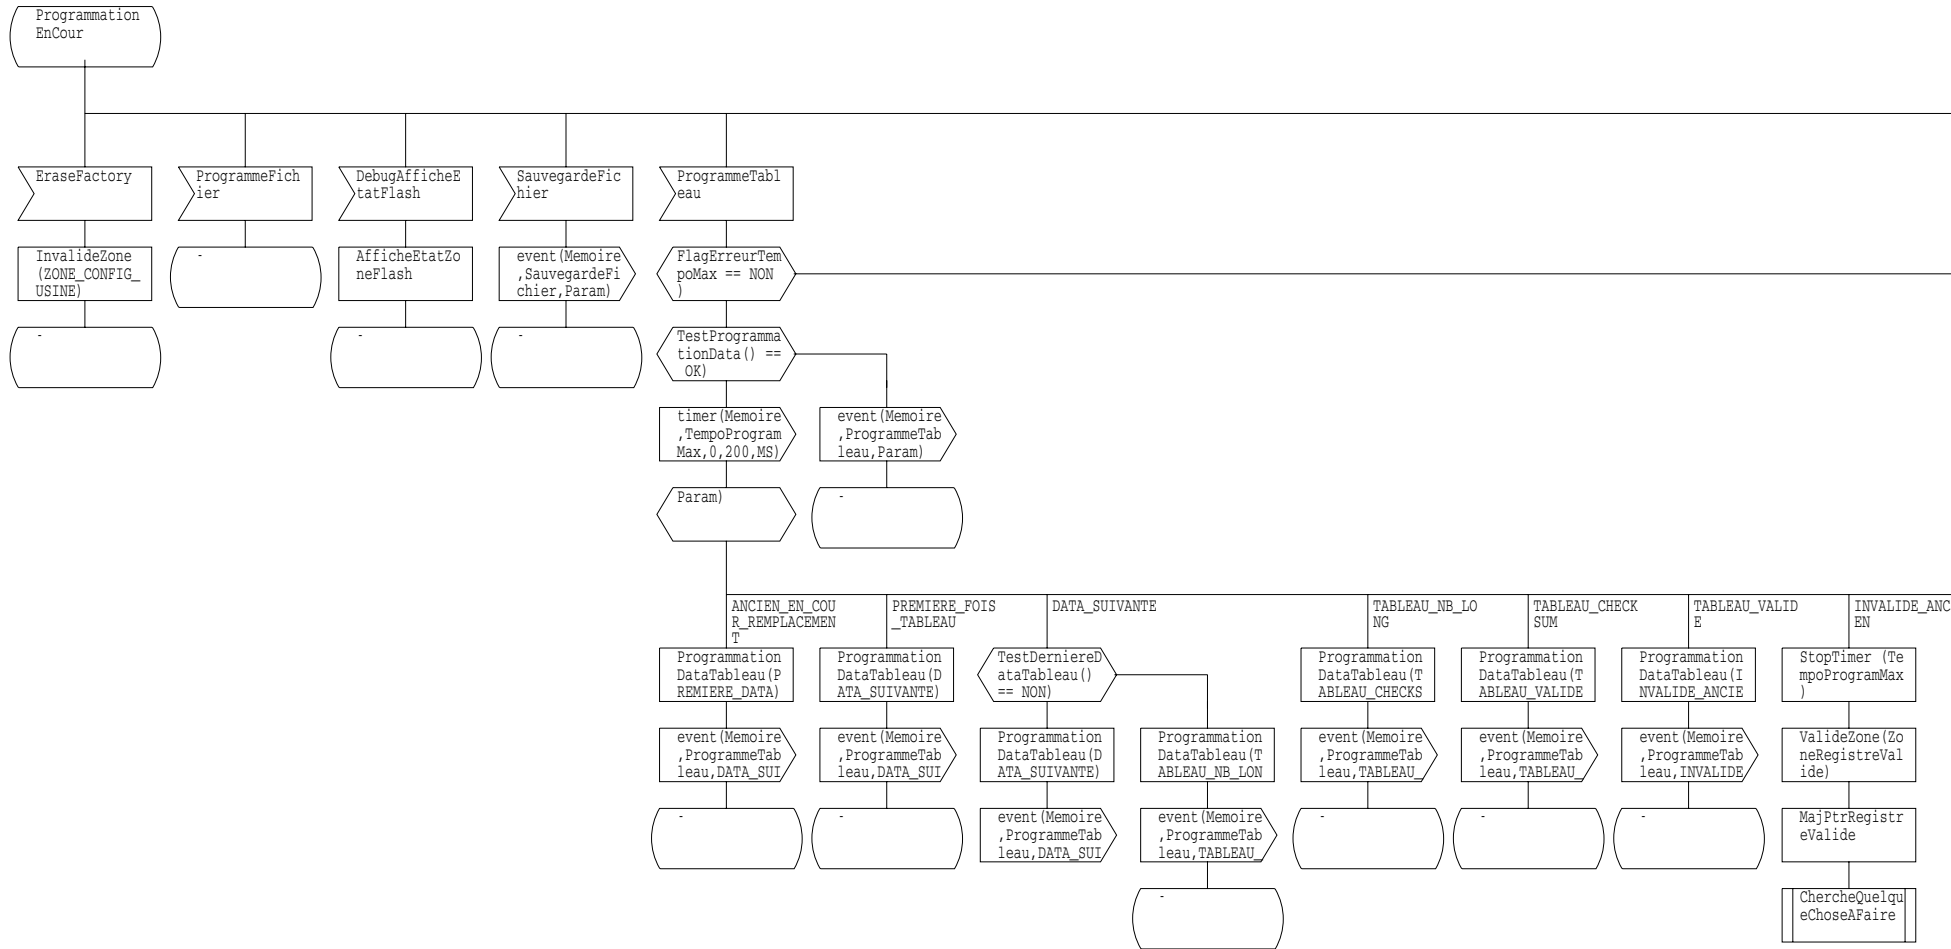 Programmation
EnCour
EraseFactory
ProgrammeFich
ier
DebugAfficheE
tatFlash
SauvegardeFic
hier
ProgrammeTabl
eau
InvalideZone
(ZONE_CONFIG_
USINE)
-
AfficheEtatZo
neFlash
event(Memoire
,SauvegardeFi
chier,Param)
FlagErreurTem
poMax == NON
)
-
-
-
TestProgramma
tionData() ==
OK)
timer(Memoire
,TempoProgram
Max,0,200,MS)
event(Memoire
,ProgrammeTab
leau,Param)
Param)
-
ANCIEN_EN_COU
R_REMPLACEMEN
T
PREMIERE_FOIS
_TABLEAU
DATA_SUIVANTE
TABLEAU_NB_LO
NG
TABLEAU_CHECK
SUM
TABLEAU_VALID
E
INVALIDE_ANC
EN
Programmation
DataTableau(P
REMIERE_DATA)
Programmation
DataTableau(D
ATA_SUIVANTE)
TestDerniereD
ataTableau()
== NON)
Programmation
DataTableau(T
ABLEAU_CHECKS
Programmation
DataTableau(T
ABLEAU_VALIDE
Programmation
DataTableau(I
NVALIDE_ANCIE
StopTimer (Te
mpoProgramMax
)
event(Memoire
,ProgrammeTab
leau,DATA_SUI
event(Memoire
,ProgrammeTab
leau,DATA_SUI
Programmation
DataTableau(D
ATA_SUIVANTE)
Programmation
DataTableau(T
ABLEAU_NB_LON
event(Memoire
,ProgrammeTab
leau,TABLEAU_
event(Memoire
,ProgrammeTab
leau,TABLEAU_
event(Memoire
,ProgrammeTab
leau,INVALIDE
ValideZone(Zo
neRegistreVal
ide)
-
-
event(Memoire
,ProgrammeTab
leau,DATA_SUI
event(Memoire
,ProgrammeTab
leau,TABLEAU_
-
-
-
MajPtrRegistr
eValide
-
ChercheQuelqu
eChoseAFaire